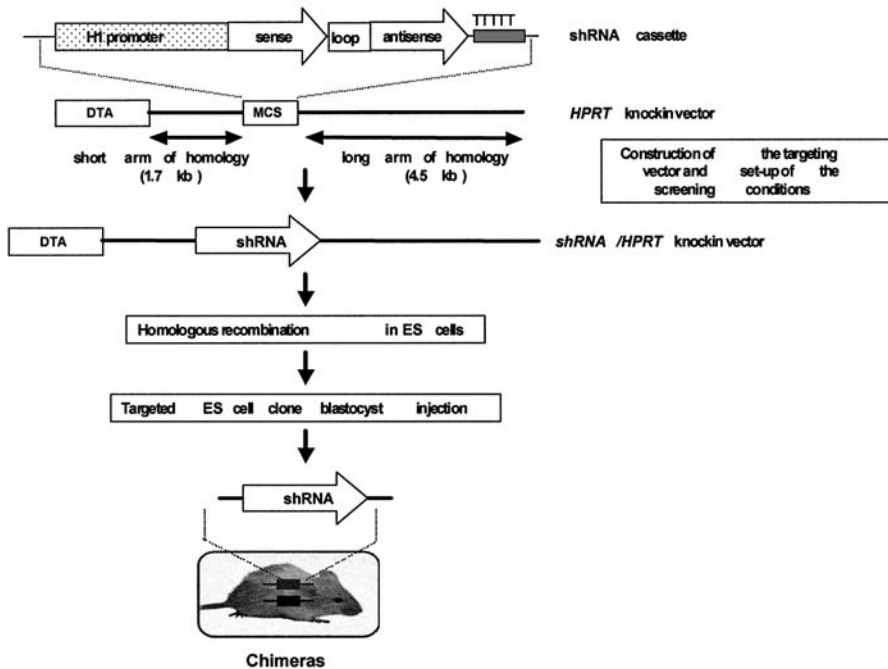 H1 promoter sense loop antisense TTTTT shRNA cassette
DTA MCS HPRT knockin vector
short arm of homology
(1.7 kb)
long arm of homology
(4.5 kb)
Construction of the targeting
vector and set-up of the
screening conditions
DTA shRNA shRNA /HPRT knockin vector
Homologous recombination in ES cells
Targeted ES cell clone blastocyst injection
shRNA
Chimeras